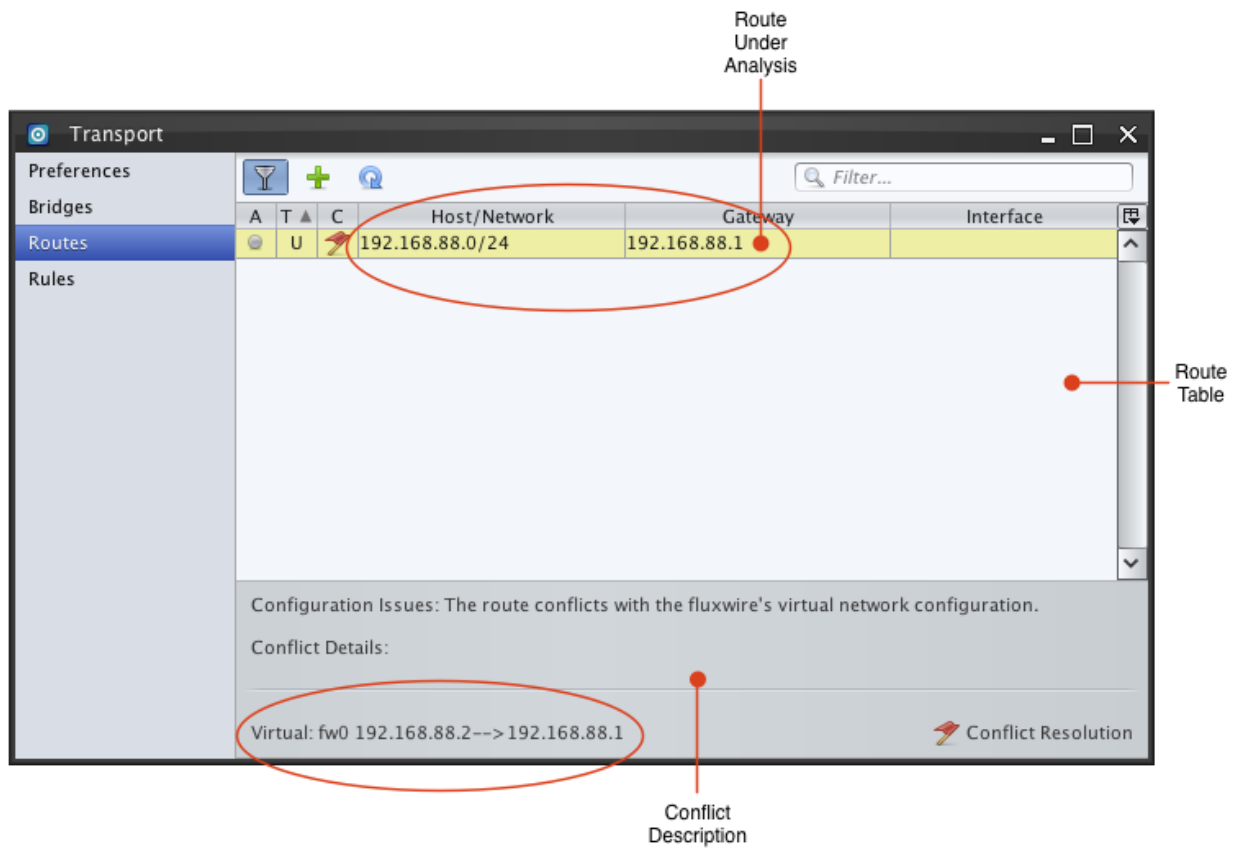 Route
Under
Analysis
Transport
Preferences
Bridges
Routes
Rules
Filter...
A T C Host/Network Gateway Interface
U 192.168.88.0/24 192.168.88.1
Route
Table
Configuration Issues: The route conflicts with the fluxwire's virtual network configuration.
Conflict Details:
Virtual: fw0 192.168.88.2-->192.168.88.1
Conflict Resolution
Conflict
Description